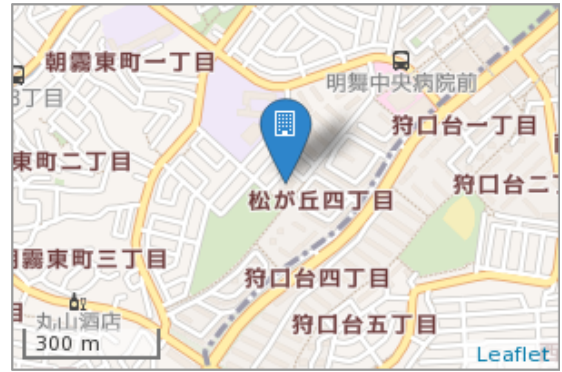 朝霧東町一丁目
明舞中央病院前
3丁目
狩口台一丁目
東町二丁目
狩口台二丁
松が丘四丁目
霧東町三丁目
狩口台四丁目
丸山酒店
狩口台五丁目
300 m
Leaflet